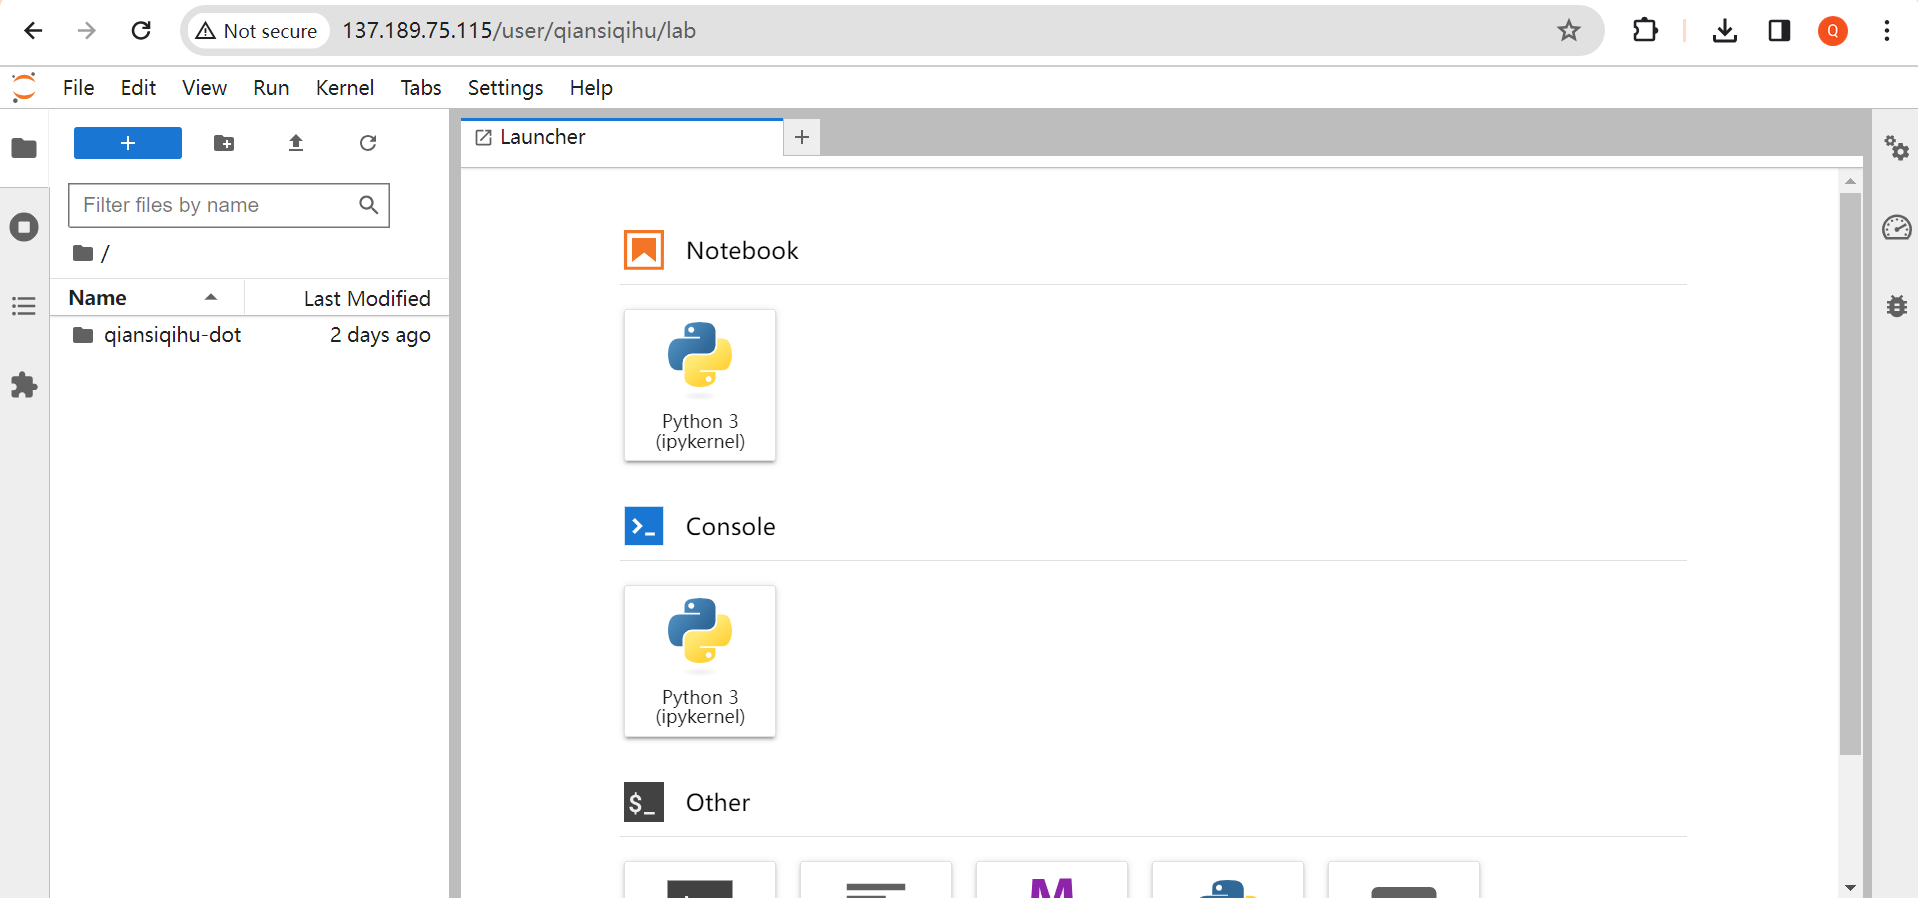 Not secure 137.189.75.115/user/qiansiqihu/lab Q
File Edit View Run Kernel Tabs Settings Help
+
Launcher +
Filter files by name
/
Name Last Modified
qiansiqihu-dot 2 days ago
Notebook
Python 3
(ipykernel)
>_ Console
Python 3
(ipykernel)
$_ Other
M